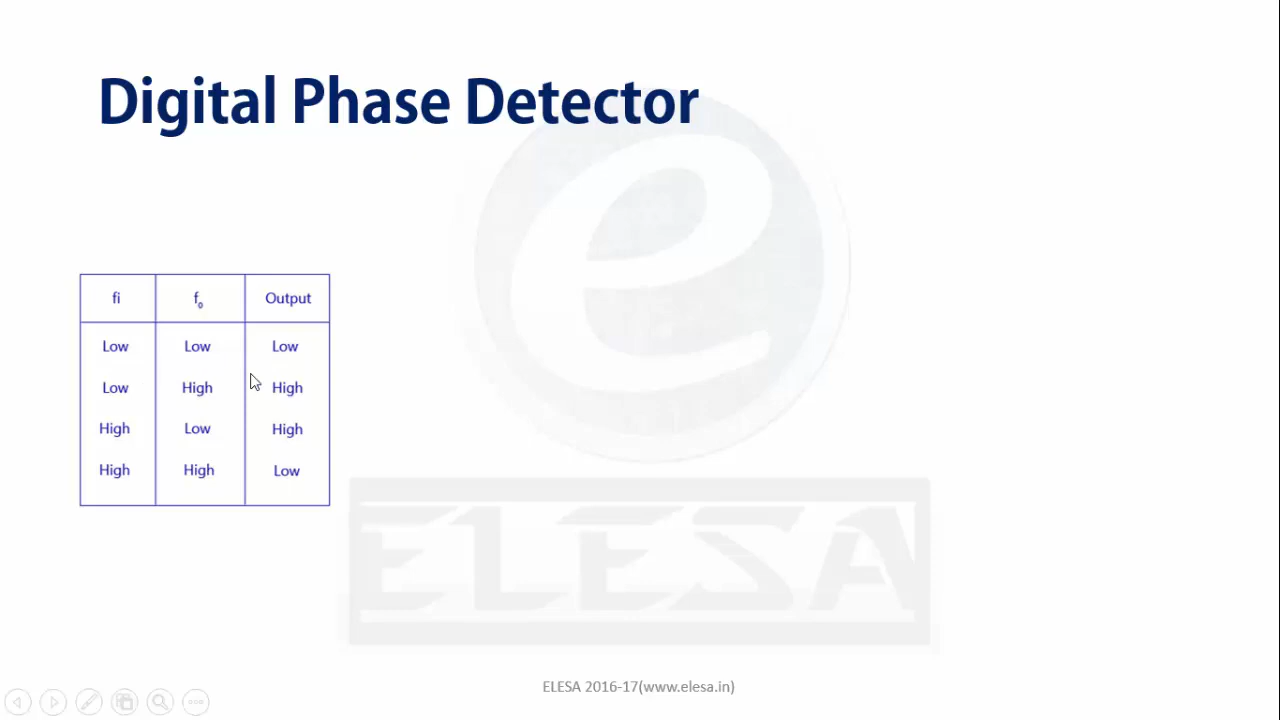 Digital Phase Detector
fi f₀ Output
Low Low Low
Low High High
High Low High
High High Low
ELESA
ELESA 2016-17(www.elesa.in)